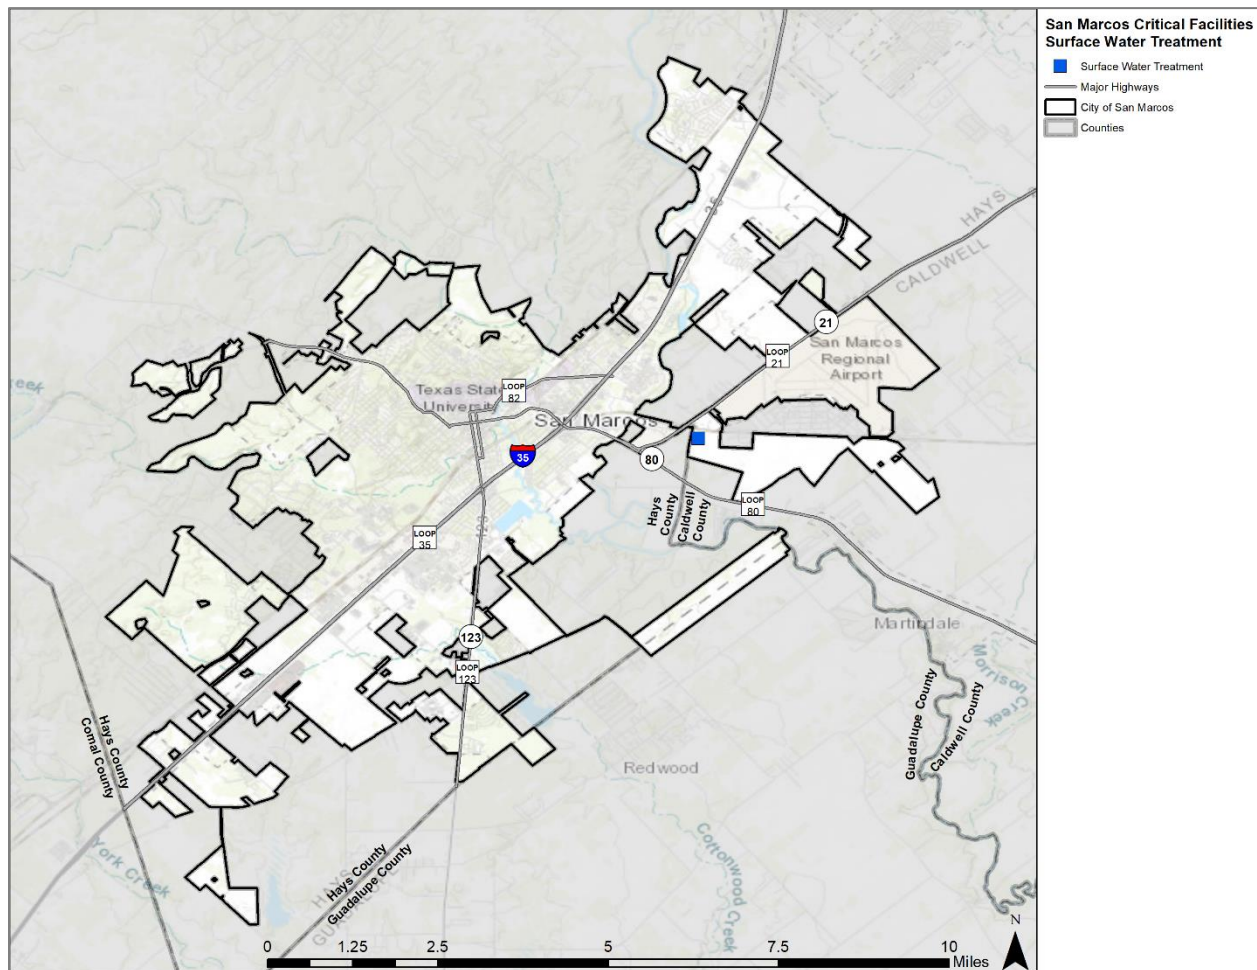 San Marcos Critical Facilities
Surface Water Treatment
Surface Water Treatment
Major Highways
City of San Marcos
Counties
35
HAYS
CALDWELL
21
LOOP
21
San Marcos
Regional
Airport
Texas State
University
LOOP
82
San Marcos
35
80
LOOP
80
Hays
County
Caldwell
County
LOOP
35
123
123
LOOP
123
Martindale
Morrison
Creek
Creek
Hays County
Comal County
Guadalupe County
Caldwell County
Redwood
York Creek
Cottonwood Creek
Hays County
Guadalupe County
HAYS
N
0
1.25
2.5
5
7.5
10
Miles